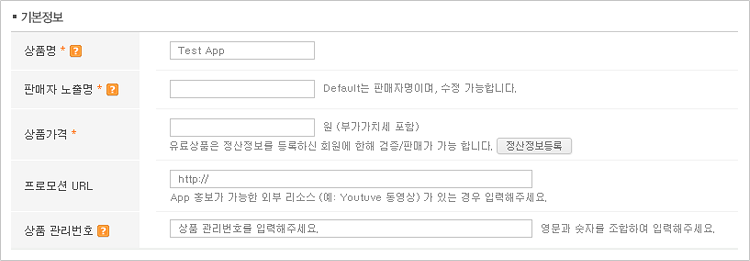 기본정보
상품명 * ?
Test App
판매자 노출명 * ?
Default는 판매자명이며, 수정 가능합니다.
상품가격 *
원 (부가가치세 포함)
유료상품은 정산정보를 등록하신 회원에 한해 검증/판매가 가능 합니다. 정산정보등록
프로모션 URL
http://
App 홍보가 가능한 외부 리소스 (예: Youtuve 동영상) 가 있는 경우 입력해주세요.
상품 관리번호 ?
상품 관리번호를 입력해주세요. 영문과 숫자를 조합하여 입력해주세요.